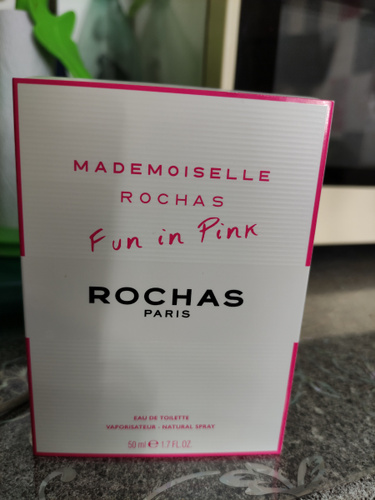 MADEMOISELLE
ROCHAS
Fun in Pink
ROCHAS
PARIS
EAU DE TOILETTE
VAPORISATEUR - NATURAL SPRAY
50 ml ℮ 1.7 FL.OZ.